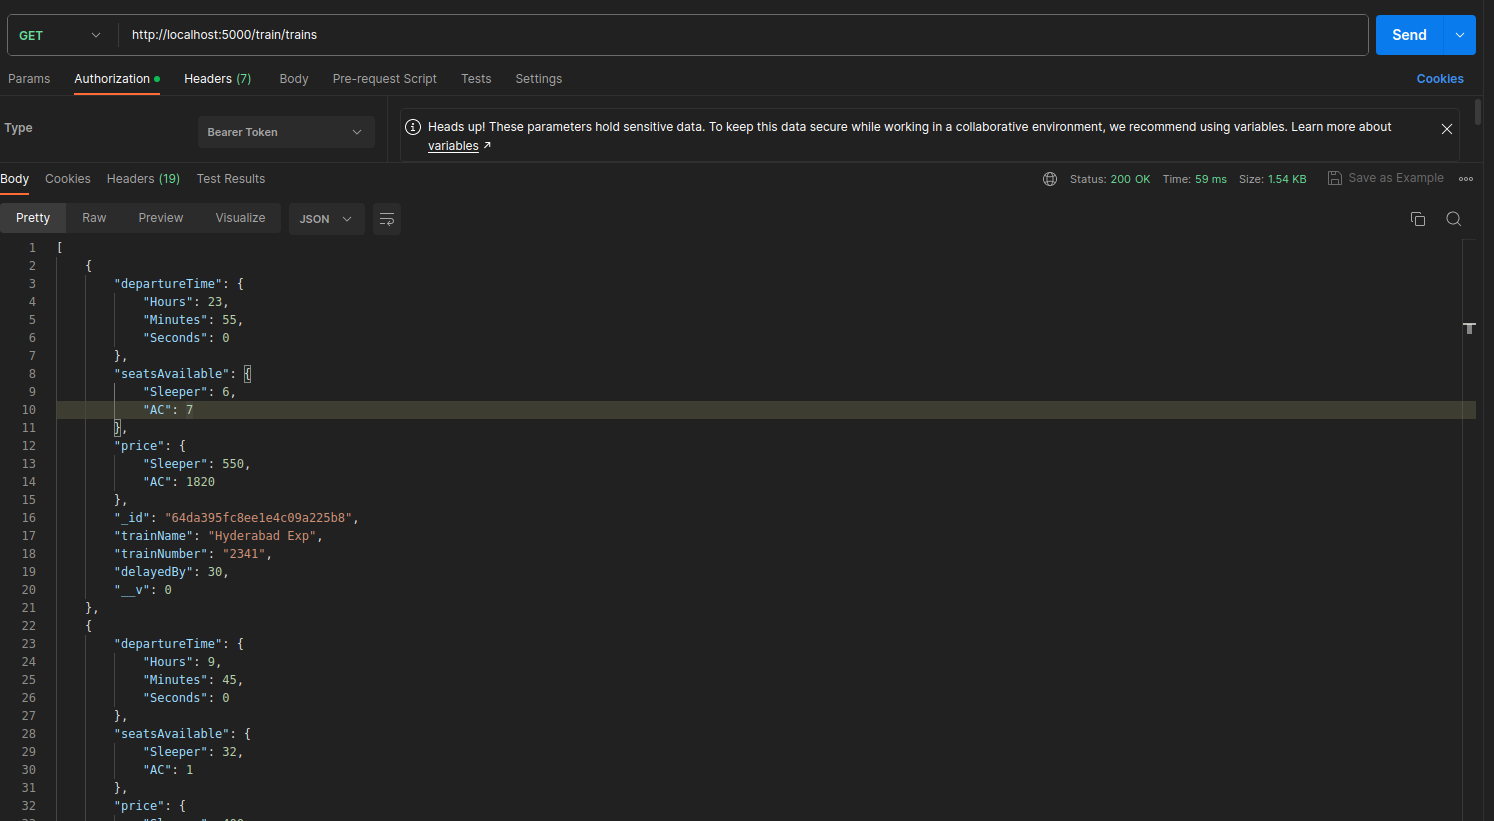 GET http://localhost:5000/train/trains Send
Params Authorization Headers (7) Body Pre-request Script Tests Settings Cookies
Type Bearer Token
Heads up! These parameters hold sensitive data. To keep this data secure while working in a collaborative environment, we recommend using variables. Learn more about
variables ↗
Body Cookies Headers (19) Test Results Status: 200 OK Time: 59 ms Size: 1.54 KB Save as Example
Pretty Raw Preview Visualize JSON
1 [
2 {
3 "departureTime": {
4 "Hours": 23,
5 "Minutes": 55,
6 "Seconds": 0
7 },
8 "seatsAvailable": {
9 "Sleeper": 6,
10 "AC": 7
11 },
12 "price": {
13 "Sleeper": 550,
14 "AC": 1820
15 },
16 "_id": "64da395fc8ee1e4c09a225b8",
17 "trainName": "Hyderabad Exp",
18 "trainNumber": "2341",
19 "delayedBy": 30,
20 "__v": 0
21 },
22 {
23 "departureTime": {
24 "Hours": 9,
25 "Minutes": 45,
26 "Seconds": 0
27 },
28 "seatsAvailable": {
29 "Sleeper": 32,
30 "AC": 1
31 },
32 "price": {